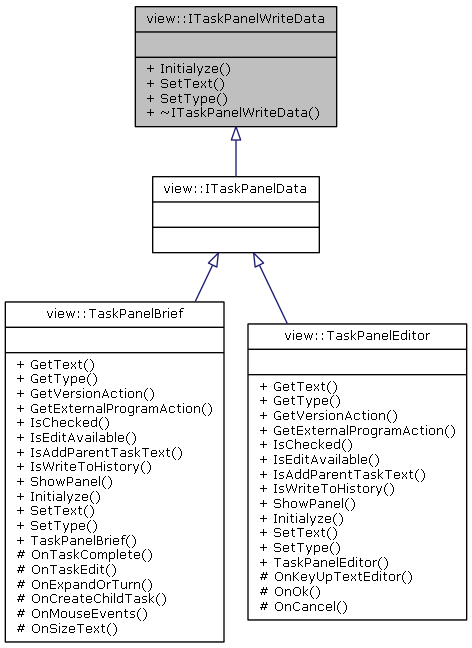 view::ITaskPanelWriteData
+ Initialyze()
+ SetText()
+ SetType()
+ ~ITaskPanelWriteData()
view::ITaskPanelData
view::TaskPanelBrief
+ GetText()
+ GetType()
+ GetVersionAction()
+ GetExternalProgramAction()
+ IsChecked()
+ IsEditAvailable()
+ IsAddParentTaskText()
+ IsWriteToHistory()
+ ShowPanel()
+ Initialyze()
+ SetText()
+ SetType()
+ TaskPanelBrief()
# OnTaskComplete()
# OnTaskEdit()
# OnExpandOrTurn()
# OnCreateChildTask()
# OnMouseEvents()
# OnSizeText()
view::TaskPanelEditor
+ GetText()
+ GetType()
+ GetVersionAction()
+ GetExternalProgramAction()
+ IsChecked()
+ IsEditAvailable()
+ IsAddParentTaskText()
+ IsWriteToHistory()
+ ShowPanel()
+ Initialyze()
+ SetText()
+ SetType()
+ TaskPanelEditor()
# OnKeyUpTextEditor()
# OnOk()
# OnCancel()